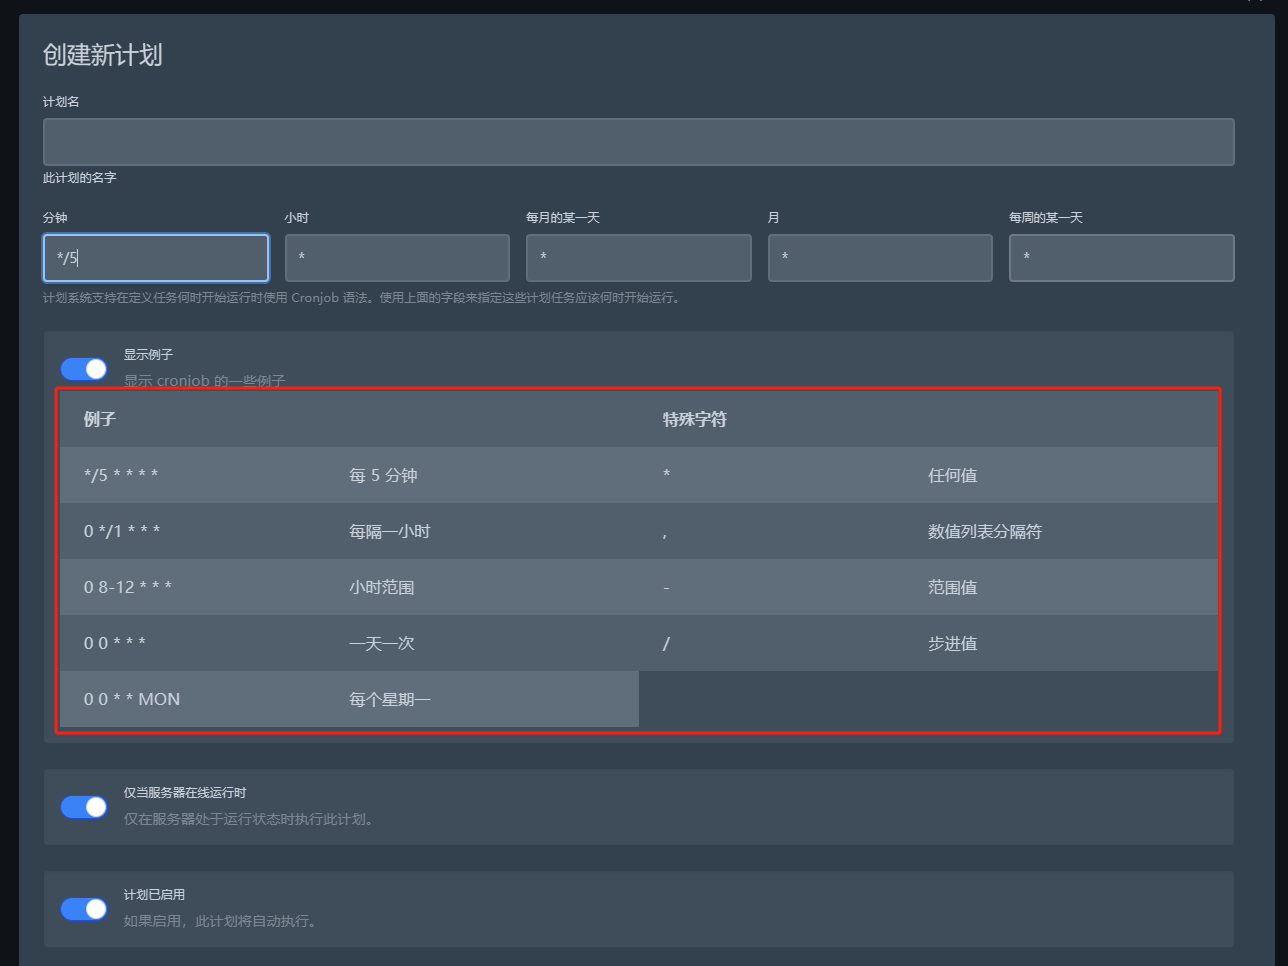 创建新计划
计划名
此计划的名字
分钟 小时 每月的某一天 月 每周的某一天
*/5 * * * *
计划系统支持在定义任务何时开始运行时使用 Cronjob 语法。使用上面的字段来指定这些计划任务应该何时开始运行。
显示例子
显示 cronjob 的一些例子
例子 特殊字符
*/5 * * * * 每 5 分钟 * 任何值
0 */1 * * * 每隔一小时 , 数值列表分隔符
0 8-12 * * * 小时范围 - 范围值
0 0 * * * 一天一次 / 步进值
0 0 * * MON 每个星期一
仅当服务器在线运行时
仅在服务器处于运行状态时执行此计划。
计划已启用
如果启用，此计划将自动执行。